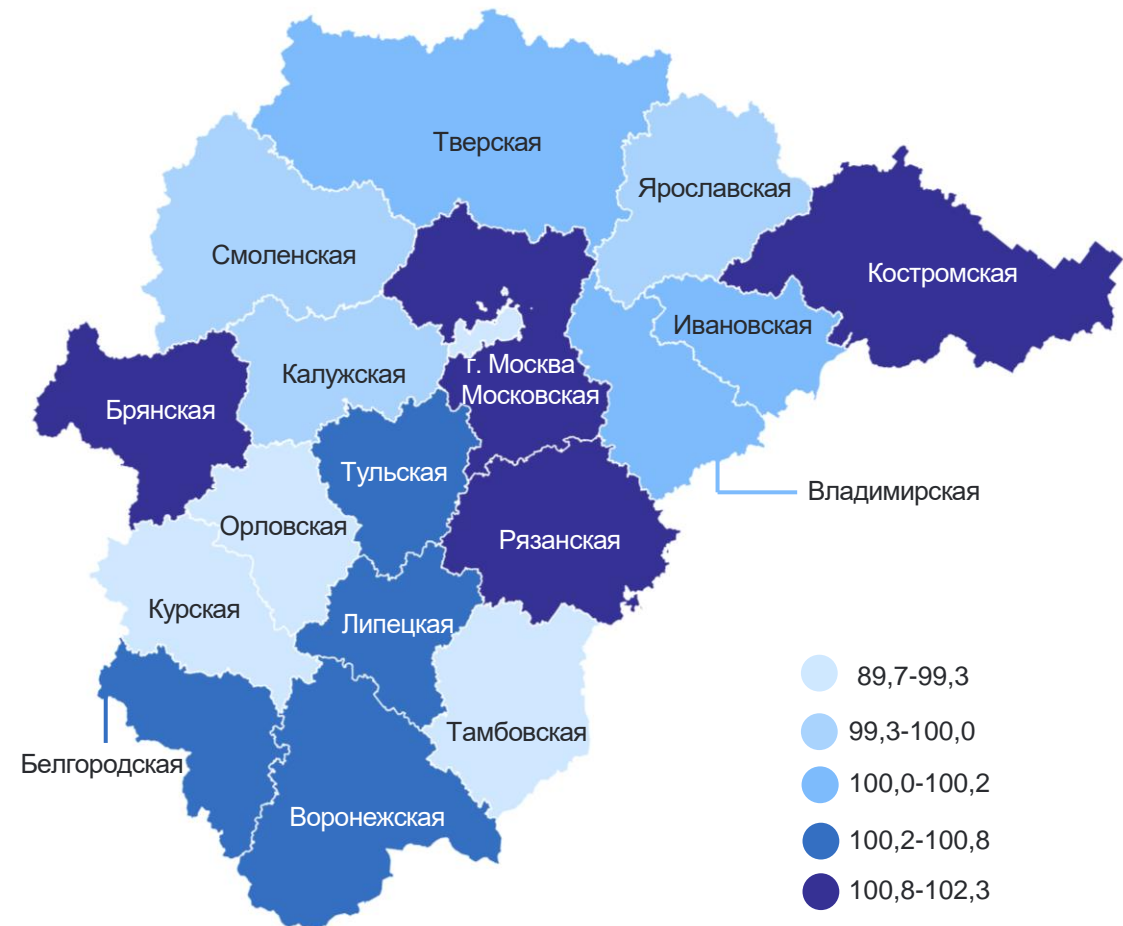 Тверская
Ярославская
Смоленская
Костромская
Ивановская
г. Москва
Калужская
Московская
Брянская
Тульская
Владимирская
Орловская
Рязанская
Курская
Липецкая
89,7-99,3
Тамбовская
99,3-100,0
Белгородская
100,0-100,2
Воронежская
100,2-100,8
100,8-102,3